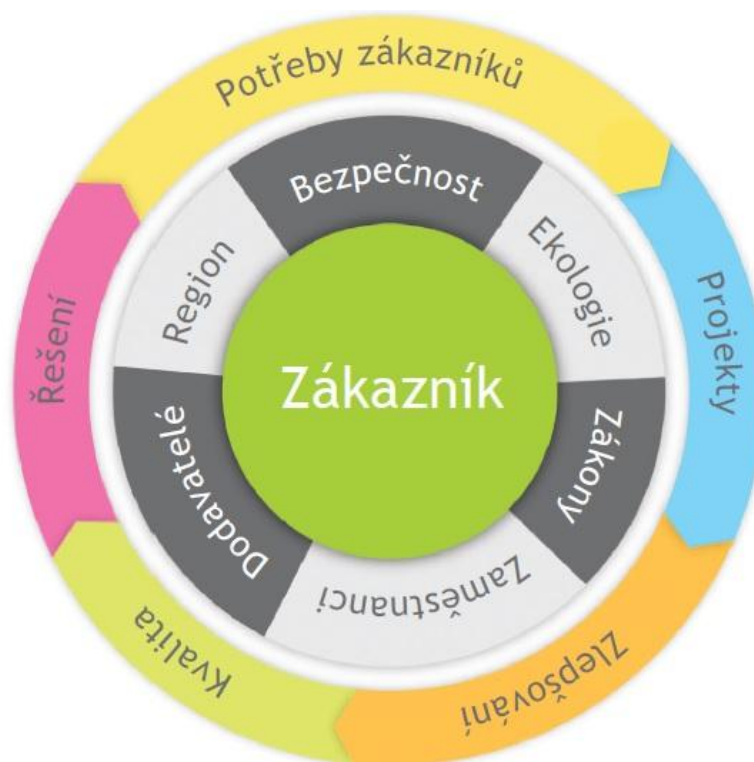 Potřeby zákazníků
Projekty
Zlepšování
Kvalita
Řešení
Bezpečnost
Ekologie
Zákony
Zaměstnanci
Dodavatelé
Region
Zákazník